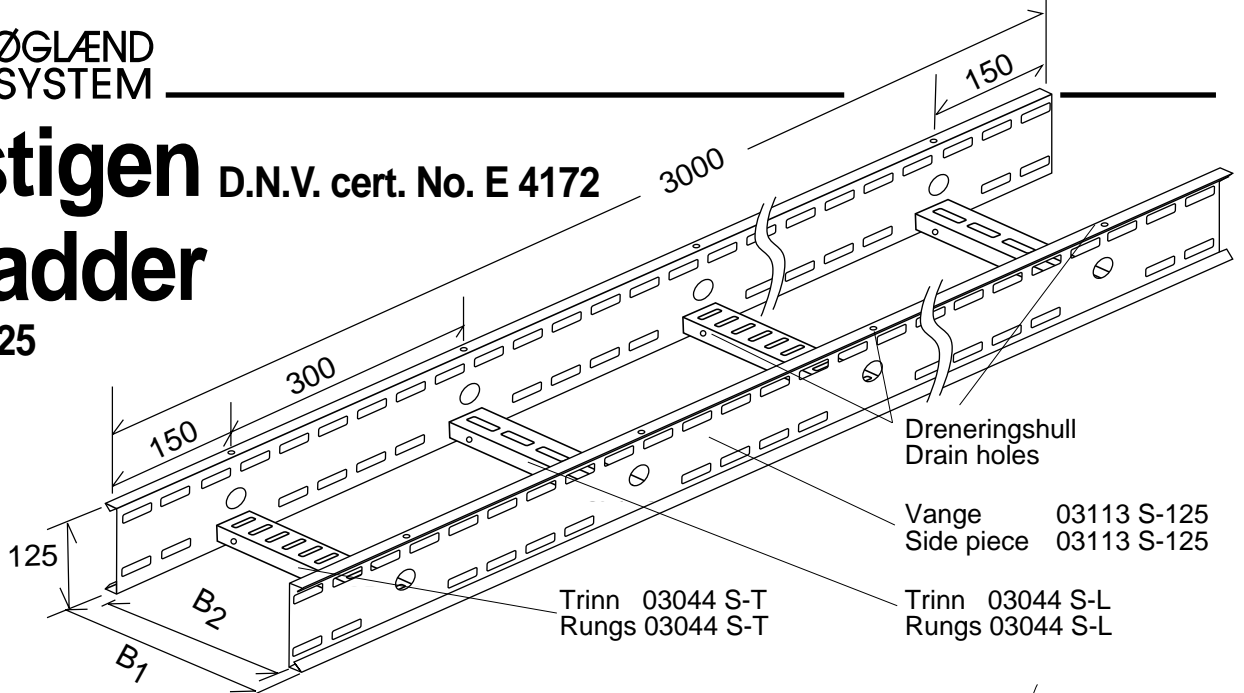 ØGLÆND
SYSTEM
stigen D.N.V. cert. No. E 4172
adder
25
150
3000
300
150
125
B2
B1
Dreneringshull
Drain holes
Vange 03113 S-125
Side piece 03113 S-125
Trinn 03044 S-T
Rungs 03044 S-T
Trinn 03044 S-L
Rungs 03044 S-L